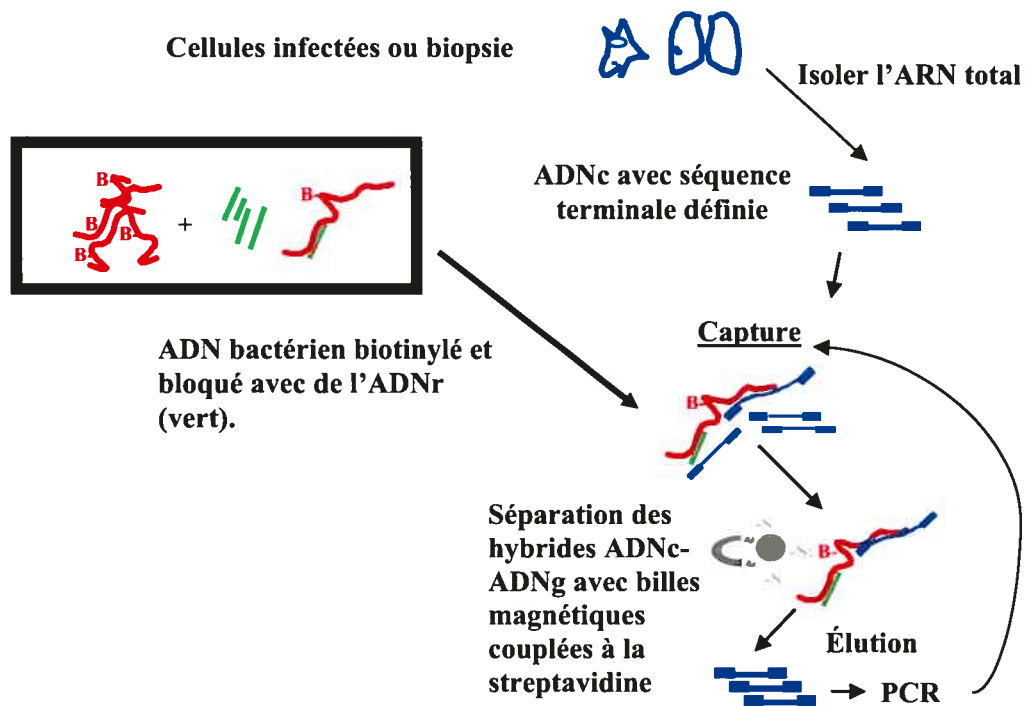 Cellules infectées ou biopsie
Isoler l'ARN total
ADNc avec séquence
terminale définie
B
B
B
B
+
B
ADN bactérien biotinylé et
bloqué avec de l'ADNr
(vert).
Capture
B
Séparation des
hybrides ADNc-
ADNg avec billes
magnétiques
couplées à la
streptavidine
B
Élution
PCR